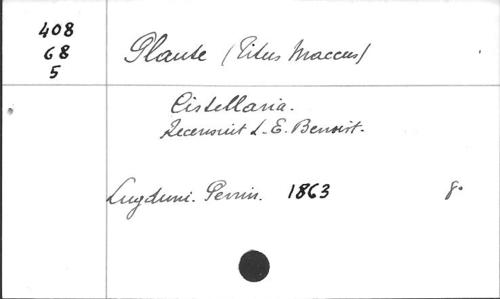 408
68
5
Plaute (Titus Maccus)
Cistellaria.
Recensuit L.-E. Benoist.
Lugduni. Perrin. 1863 8°